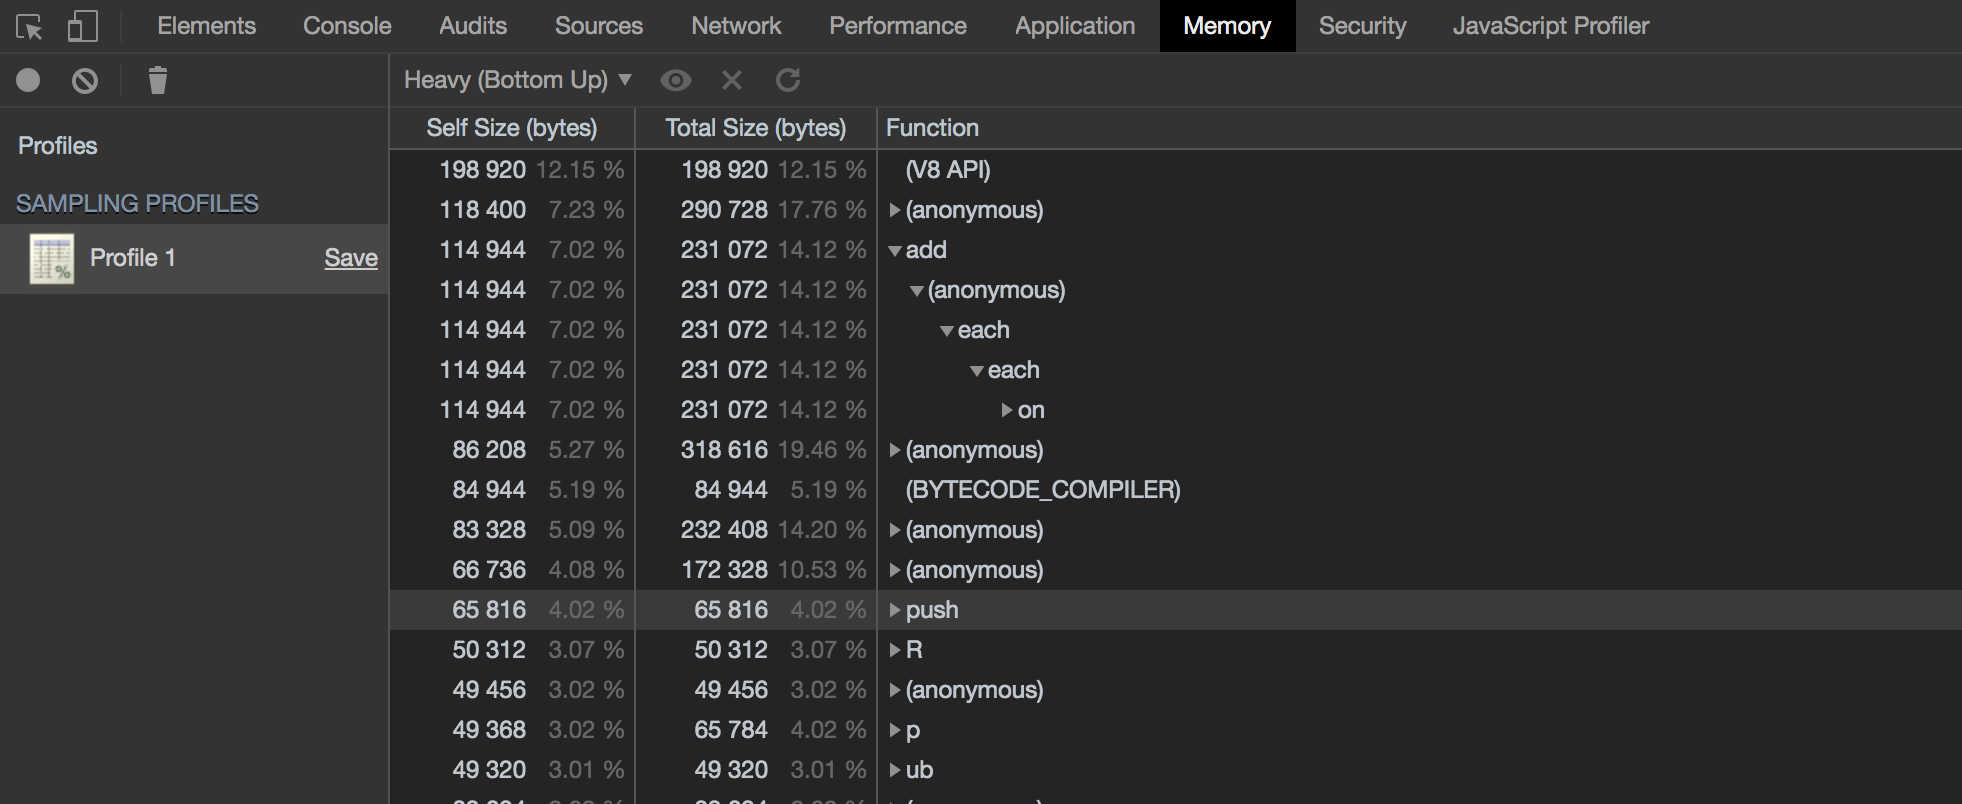 Elements Console Audits Sources Network Performance Application Memory Security JavaScript Profiler
Heavy (Bottom Up) ▼
Profiles
SAMPLING PROFILES
Profile 1 Save
Self Size (bytes) Total Size (bytes) Function
198 920 12.15 % 198 920 12.15 % (V8 API)
118 400 7.23 % 290 728 17.76 % (anonymous)
114 944 7.02 % 231 072 14.12 % add
114 944 7.02 % 231 072 14.12 % (anonymous)
114 944 7.02 % 231 072 14.12 % each
114 944 7.02 % 231 072 14.12 % each
114 944 7.02 % 231 072 14.12 % on
86 208 5.27 % 318 616 19.46 % (anonymous)
84 944 5.19 % 84 944 5.19 % (BYTECODE_COMPILER)
83 328 5.09 % 232 408 14.20 % (anonymous)
66 736 4.08 % 172 328 10.53 % (anonymous)
65 816 4.02 % 65 816 4.02 % push
50 312 3.07 % 50 312 3.07 % R
49 456 3.02 % 49 456 3.02 % (anonymous)
49 368 3.02 % 65 784 4.02 % p
49 320 3.01 % 49 320 3.01 % ub